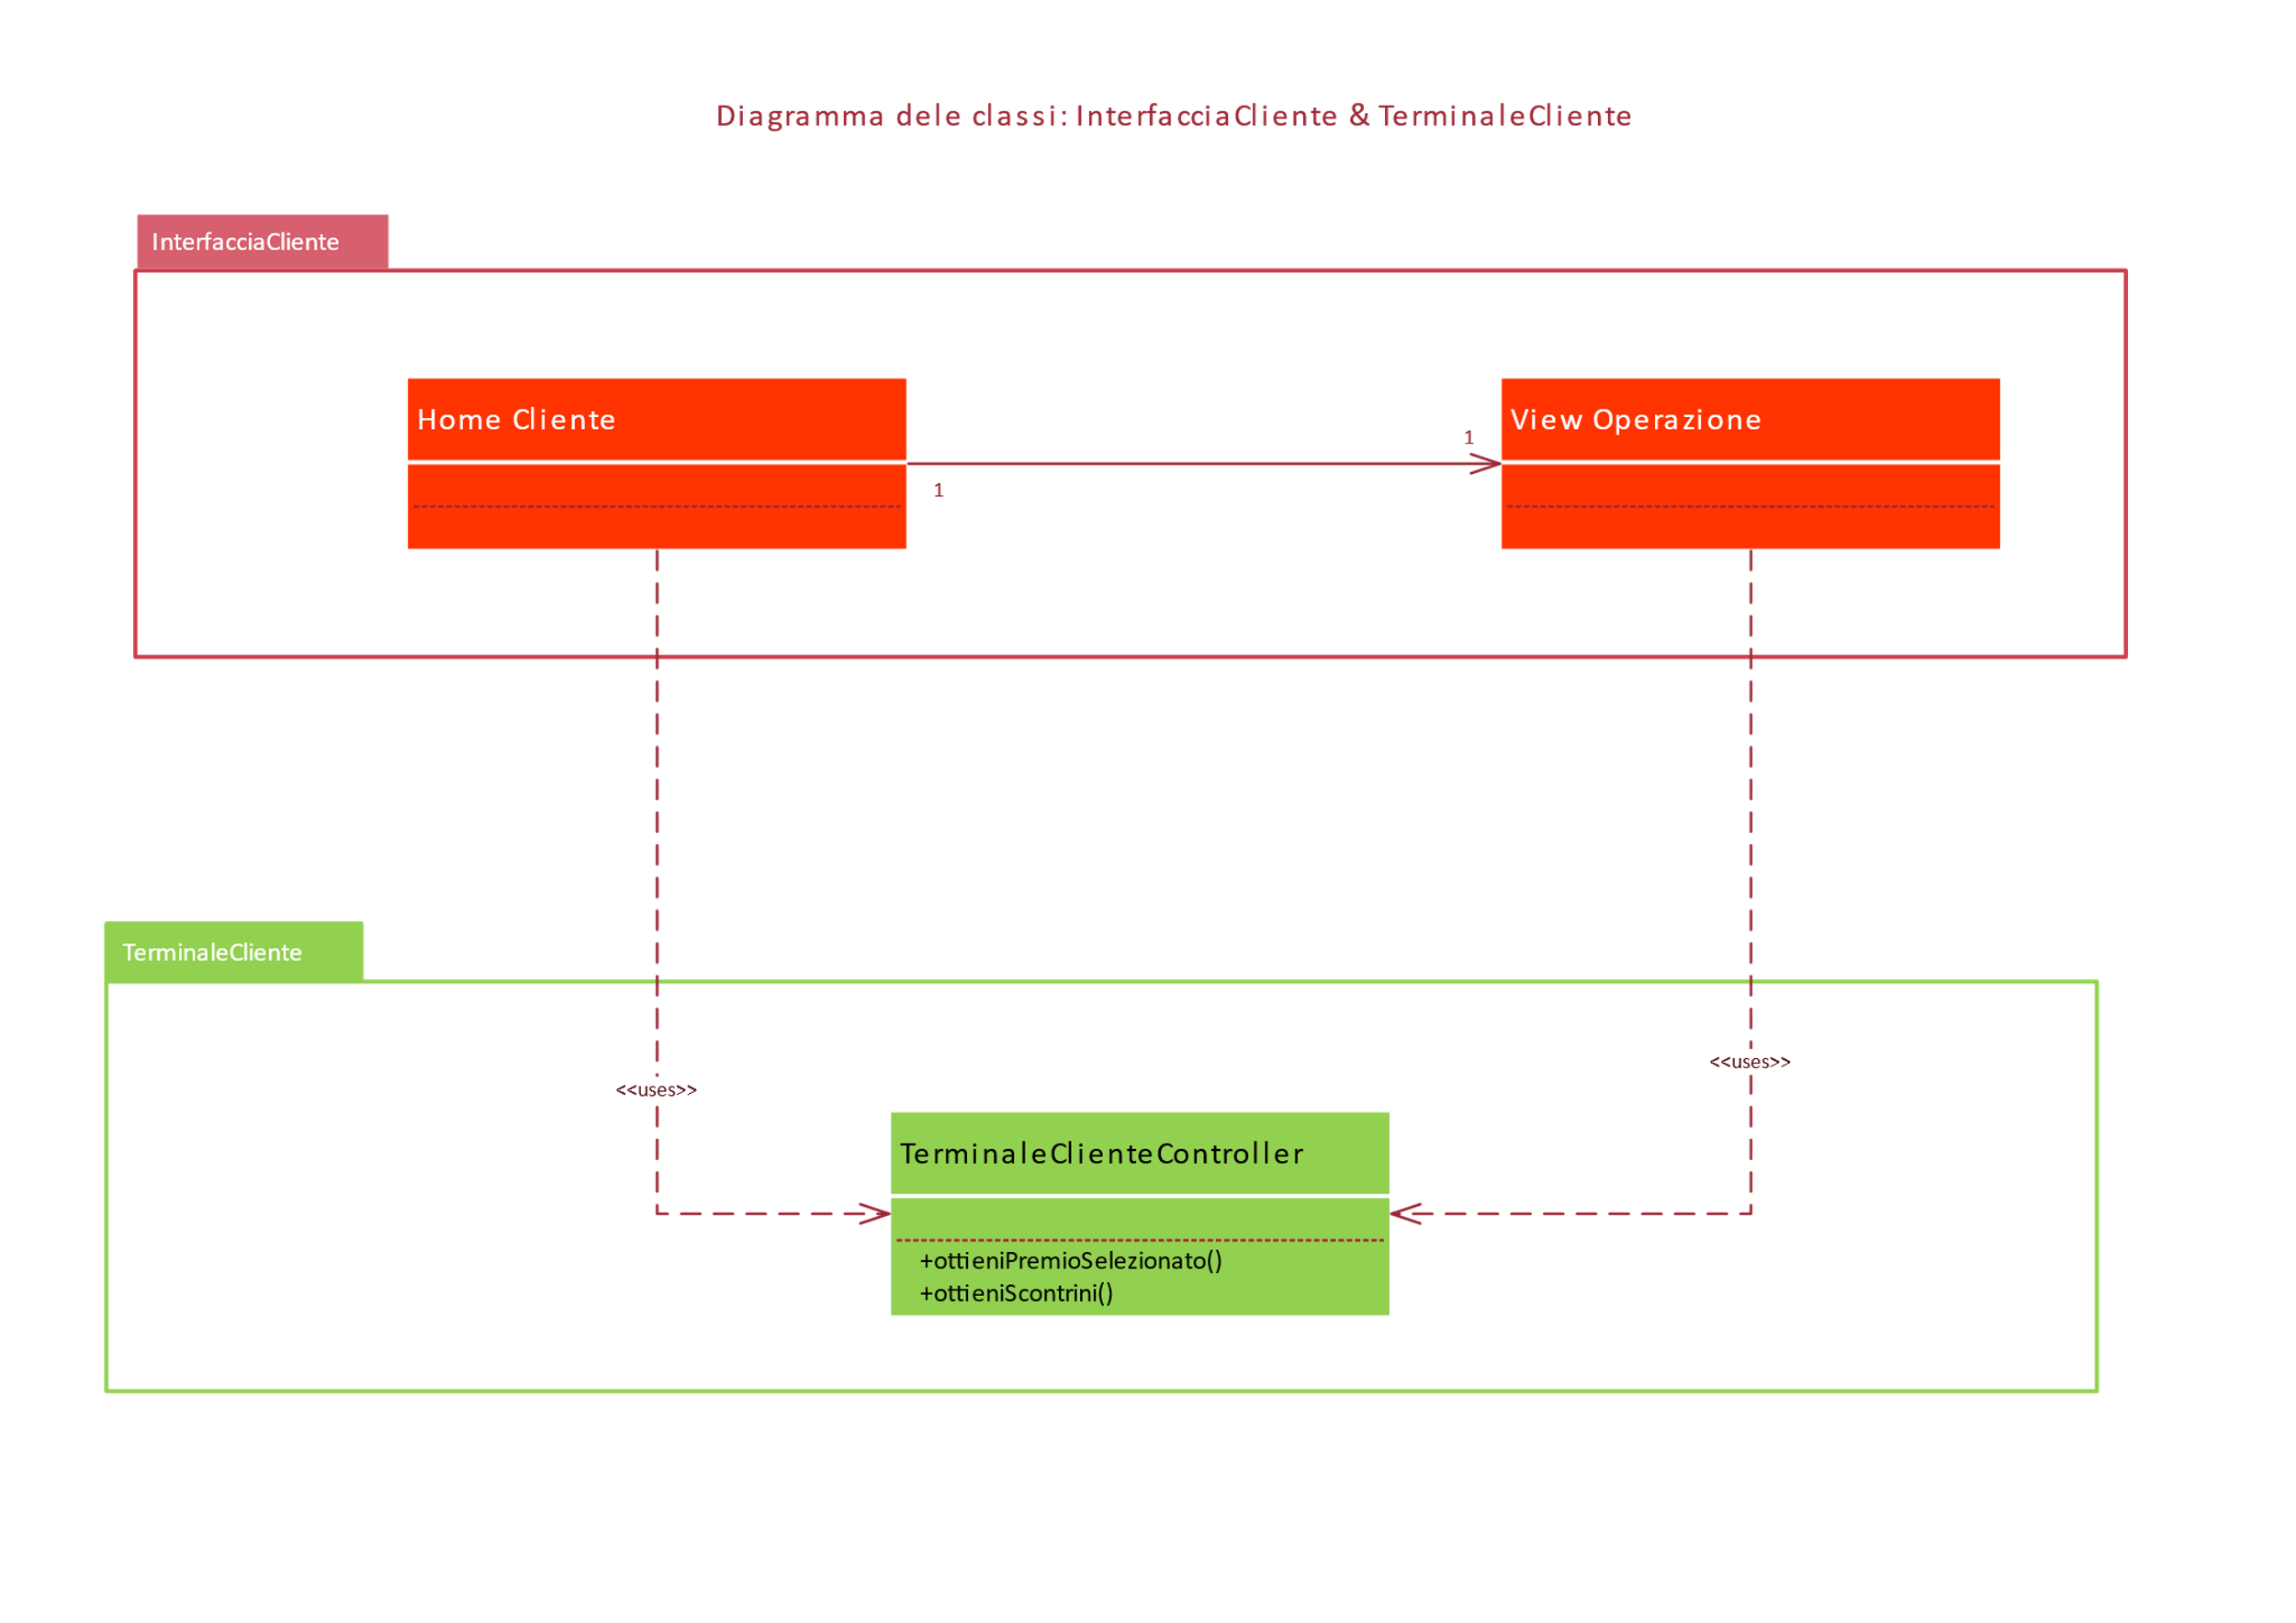 Diagramma dele classi: InterfacciaCliente & TerminaleCliente
InterfacciaCliente
Home Cliente
View Operazione
1
1
TerminaleCliente
<<uses>>
<<uses>>
TerminaleClienteController
+ottieniPremioSelezionato()
+ottieniScontrini()